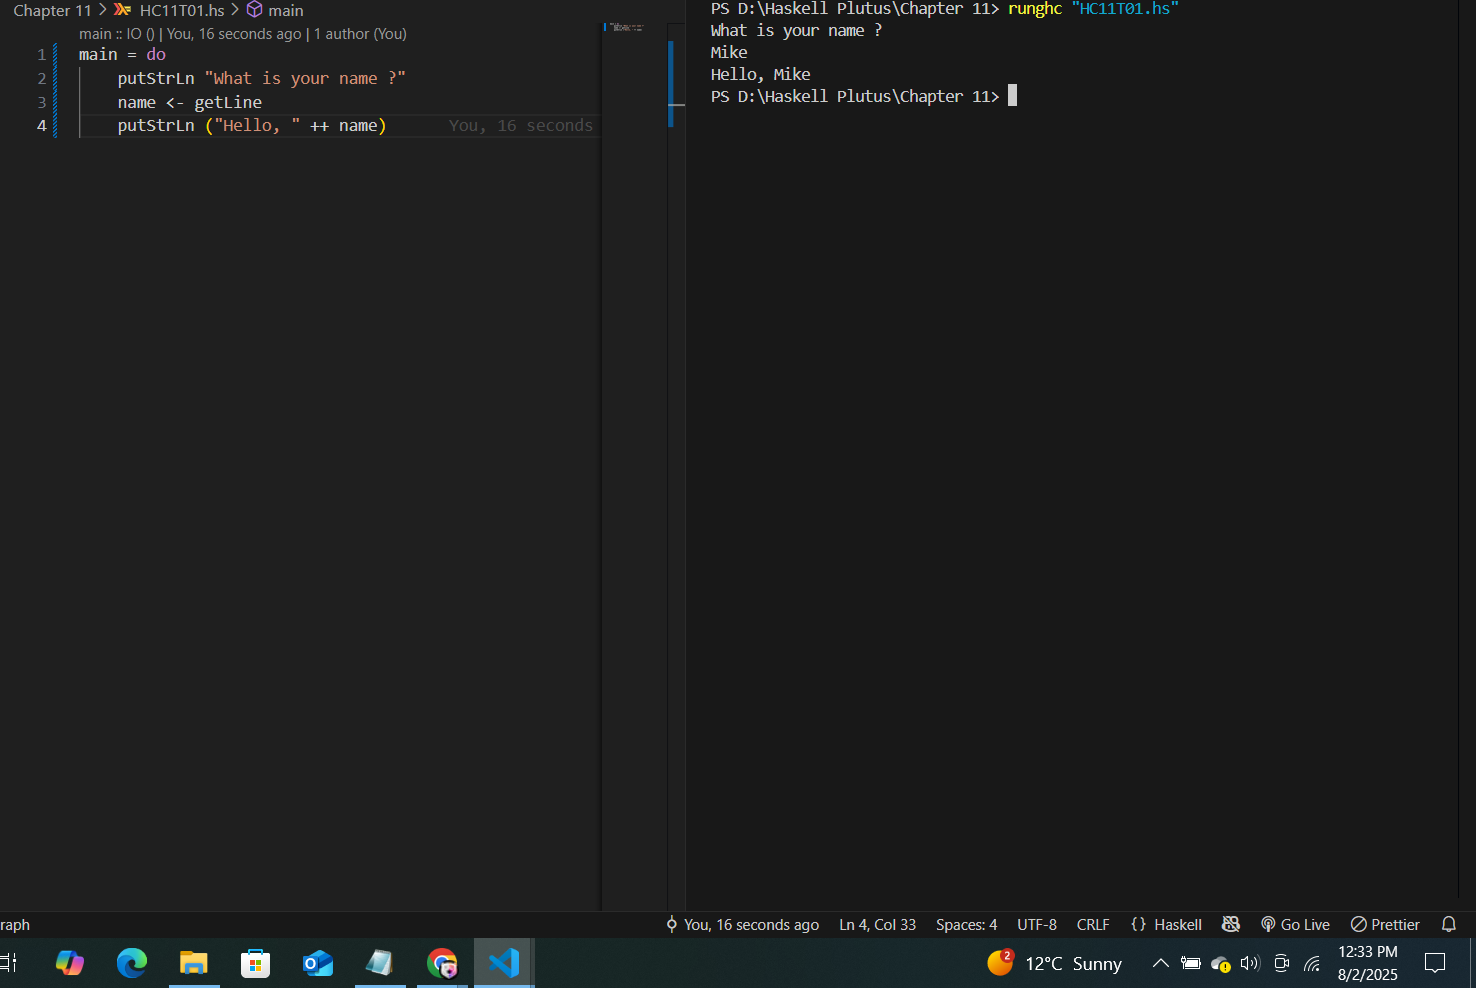 Chapter 11 > HC11T01.hs > main
main :: IO () | You, 16 seconds ago | 1 author (You)
1 main = do
2 putStrLn "What is your name ?"
3 name <- getLine
4 putStrLn ("Hello, " ++ name) You, 16 seconds
PS D:\Haskell Plutus\Chapter 11> runghc "HC11T01.hs"
What is your name ?
Mike
Hello, Mike
PS D:\Haskell Plutus\Chapter 11>
raph You, 16 seconds ago Ln 4, Col 33 Spaces: 4 UTF-8 CRLF {} Haskell Go Live Prettier
2 12°C Sunny 12:33 PM
8/2/2025